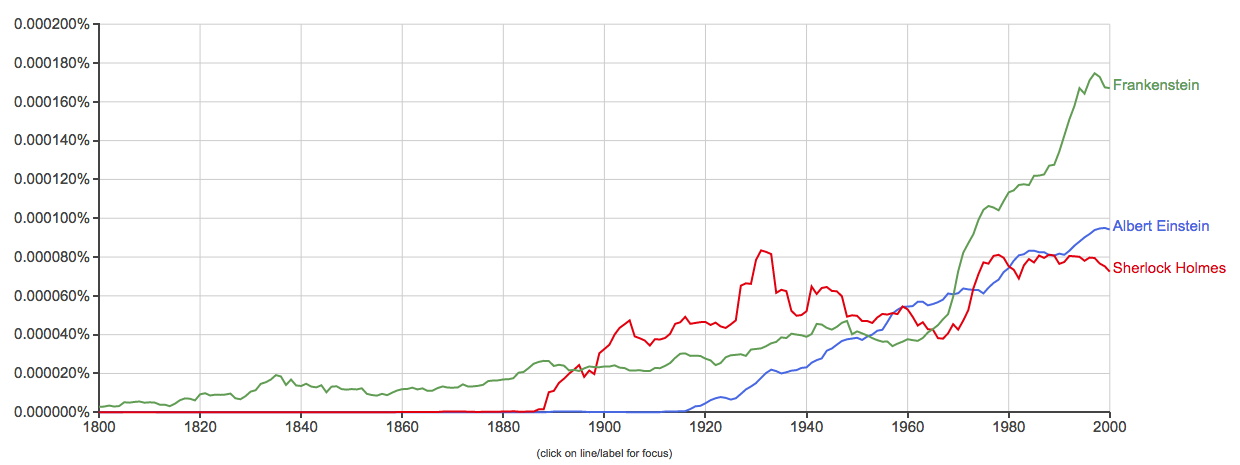 0.000200%
0.000180%
0.000160%
0.000140%
0.000120%
0.000100%
0.000080%
0.000060%
0.000040%
0.000020%
0.000000%
Frankenstein
Albert Einstein
Sherlock Holmes
1800 1820 1840 1860 1880 1900 1920 1940 1960 1980 2000
(click on line/label for focus)